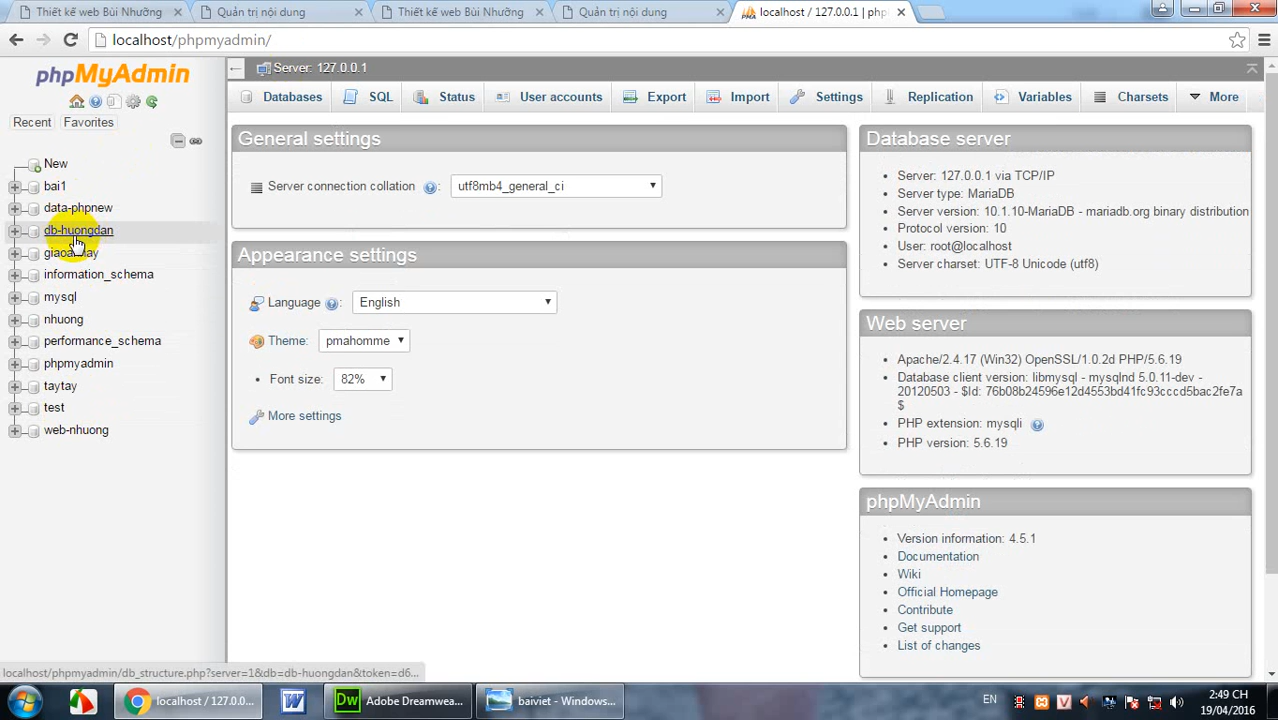 Thiết kế web Bùi Nhưỡng
Quản trị nội dung
Thiết kế web Bùi Nhưỡng
Quản trị nội dung
localhost / 127.0.0.1 | php
localhost/phpmyadmin/
phpMyAdmin
Recent
Favorites
New
bai1
data-phpnew
db-huongdan
information_schema
mysql
nhuong
performance_schema
phpmyadmin
taytay
test
web-nhuong
Server: 127.0.0.1
Databases
SQL
Status
User accounts
Export
Import
Settings
Replication
Variables
Charsets
More
General settings
Server connection collation :
utf8mb4_general_ci
Appearance settings
Language :
English
Theme:
pmahomme
Font size:
82%
More settings
Database server
Server: 127.0.0.1 via TCP/IP
Server type: MariaDB
Server version: 10.1.10-MariaDB - mariadb.org binary distribution
Protocol version: 10
User: root@localhost
Server charset: UTF-8 Unicode (utf8)
Web server
Apache/2.4.17 (Win32) OpenSSL/1.0.2d PHP/5.6.19
Database client version: libmysql - mysqlnd 5.0.11-dev -
20120503 - $Id: 76b08b24596e12d4553bd41fc93cccd5bac2fe7a
$
PHP extension: mysqli
PHP version: 5.6.19
phpMyAdmin
Version information: 4.5.1
Documentation
Wiki
Official Homepage
Contribute
Get support
List of changes
localhost/phpmyadmin/db_structure.php?server=1&db=db-huongdan&token=d6...
localhost / 127.0.0...
Adobe Dreamwea...
baiviet - Windows...
EN
2:49 CH
19/04/2016